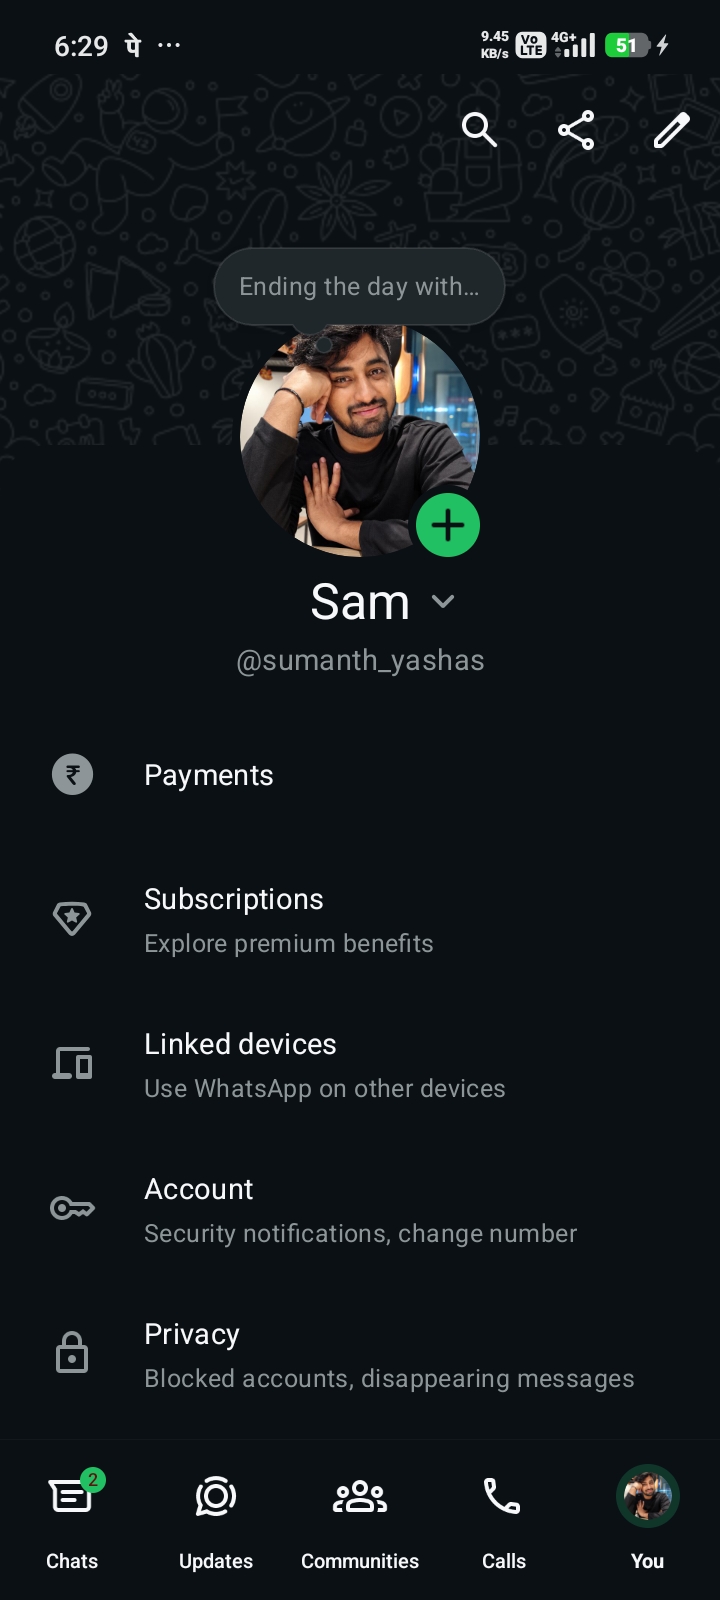 6:29 पे ...
9.45 KB/s Vo LTE 4G+ 51
Ending the day with…
Sam
@sumanth_yashas
₹
Payments
Subscriptions
Explore premium benefits
Linked devices
Use WhatsApp on other devices
Account
Security notifications, change number
Privacy
Blocked accounts, disappearing messages
2
Chats Updates Communities Calls You